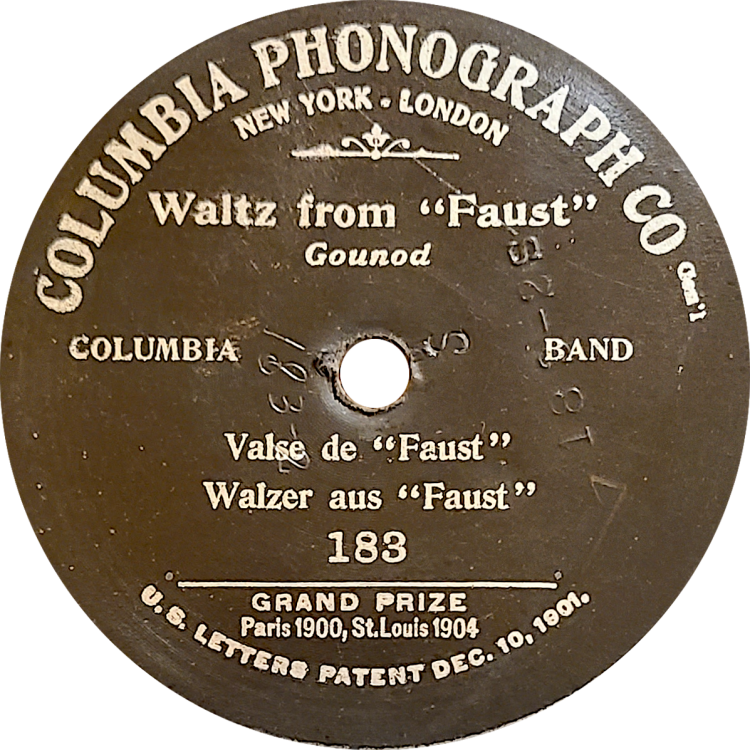 COLUMBIA PHONOGRAPH CO Gen'l
NEW YORK • LONDON
Waltz from “Faust”
Gounod
COLUMBIA BAND
Valse de “Faust”
Walzer aus “Faust”
183
GRAND PRIZE
Paris 1900, St. Louis 1904
U.S. LETTERS PATENT DEC. 10, 1901.